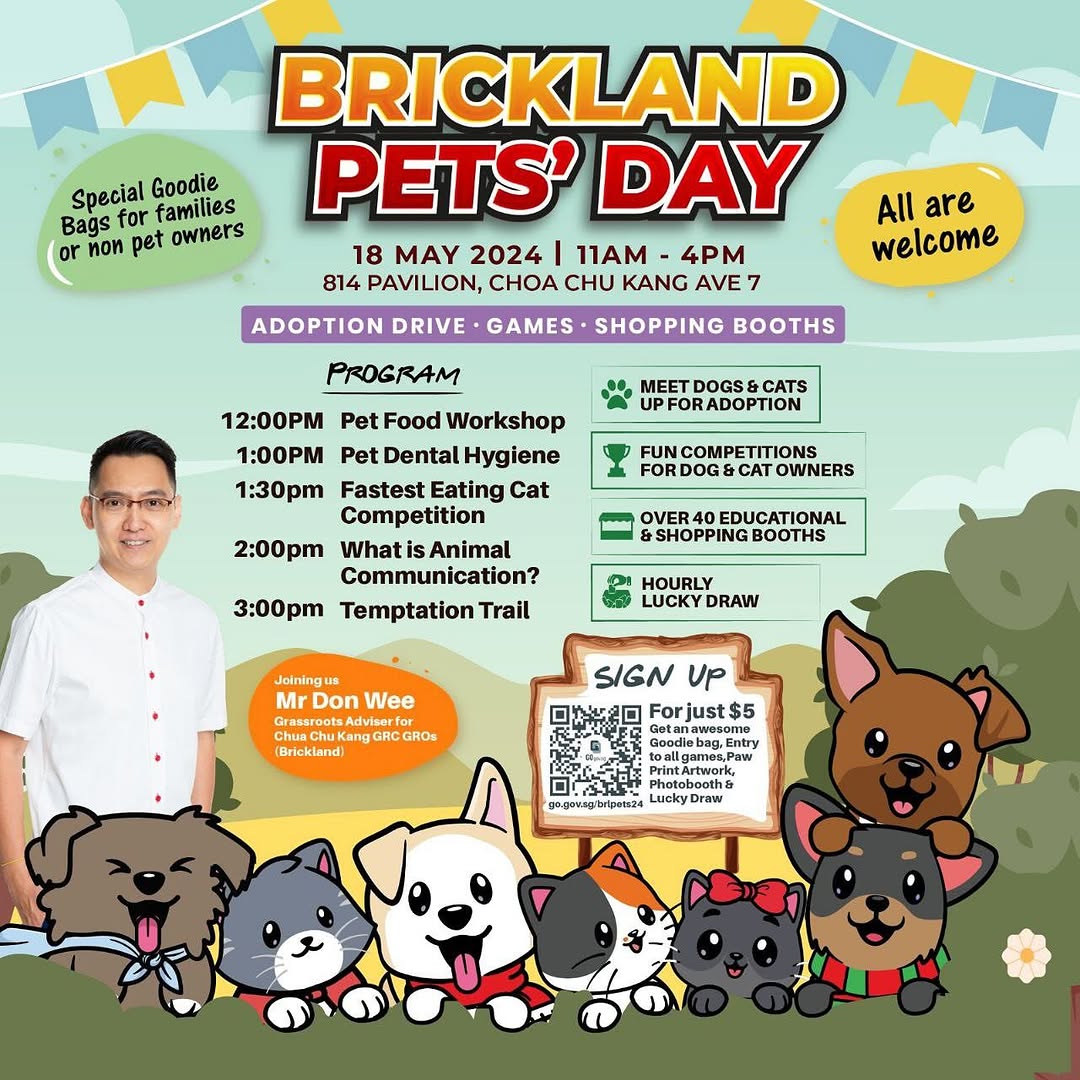 BRICKLAND
PETS' DAY
Special Goodie
Bags for families
or non pet owners
All are
welcome
18 MAY 2024 | 11AM - 4PM
814 PAVILION, CHOA CHU KANG AVE 7
ADOPTION DRIVE · GAMES · SHOPPING BOOTHS
PROGRAM
12:00PM Pet Food Workshop
1:00PM Pet Dental Hygiene
1:30pm Fastest Eating Cat
Competition
2:00pm What is Animal
Communication?
3:00pm Temptation Trail
MEET DOGS & CATS
UP FOR ADOPTION
FUN COMPETITIONS
FOR DOG & CAT OWNERS
OVER 40 EDUCATIONAL
& SHOPPING BOOTHS
HOURLY
LUCKY DRAW
Joining us
Mr Don Wee
Grassroots Adviser for
Chua Chu Kang GRC GROs
(Brickland)
SIGN UP
For just $5
Get an awesome
Goodie bag, Entry
to all games,Paw
Print Artwork,
Photobooth &
Lucky Draw
go.gov.sg/brlpets24